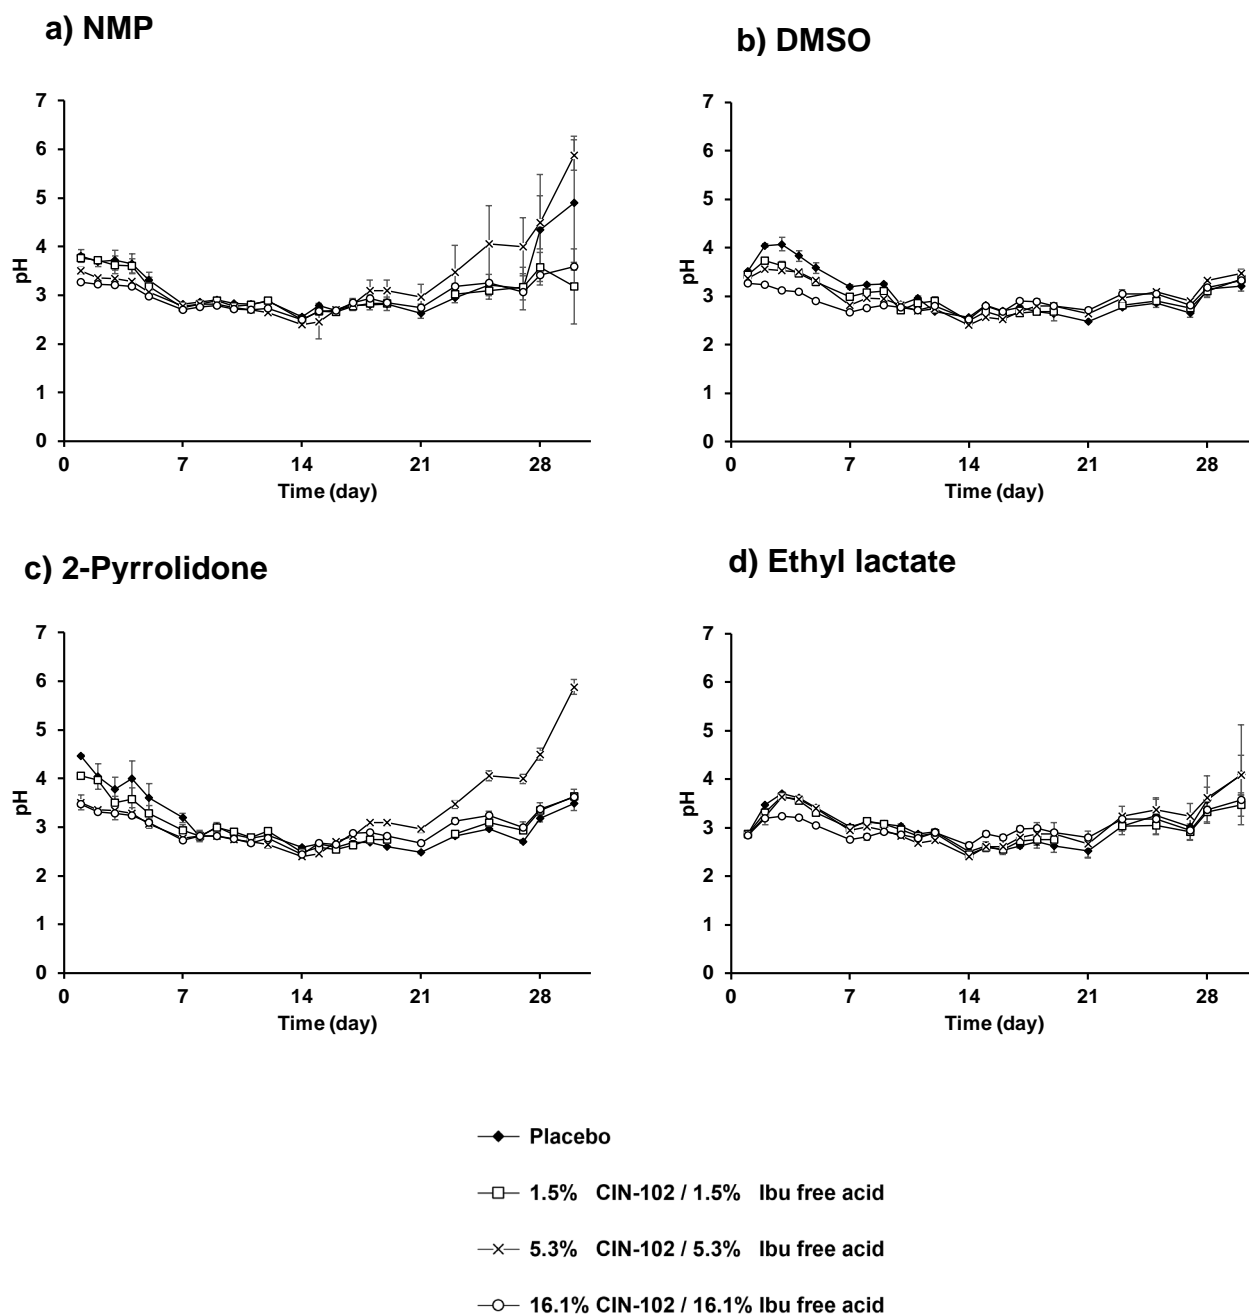 a) NMP
b) DMSO
7
6
5
4
3
2
1
0
pH
0 7 14 21 28
Time (day)
7
6
5
4
3
2
1
0
pH
0 7 14 21 28
Time (day)
c) 2-Pyrrolidone
d) Ethyl lactate
7
6
5
4
3
2
1
0
pH
0 7 14 21 28
Time (day)
7
6
5
4
3
2
1
0
pH
0 7 14 21 28
Time (day)
Placebo
1.5% CIN-102 / 1.5% Ibu free acid
5.3% CIN-102 / 5.3% Ibu free acid
16.1% CIN-102 / 16.1% Ibu free acid